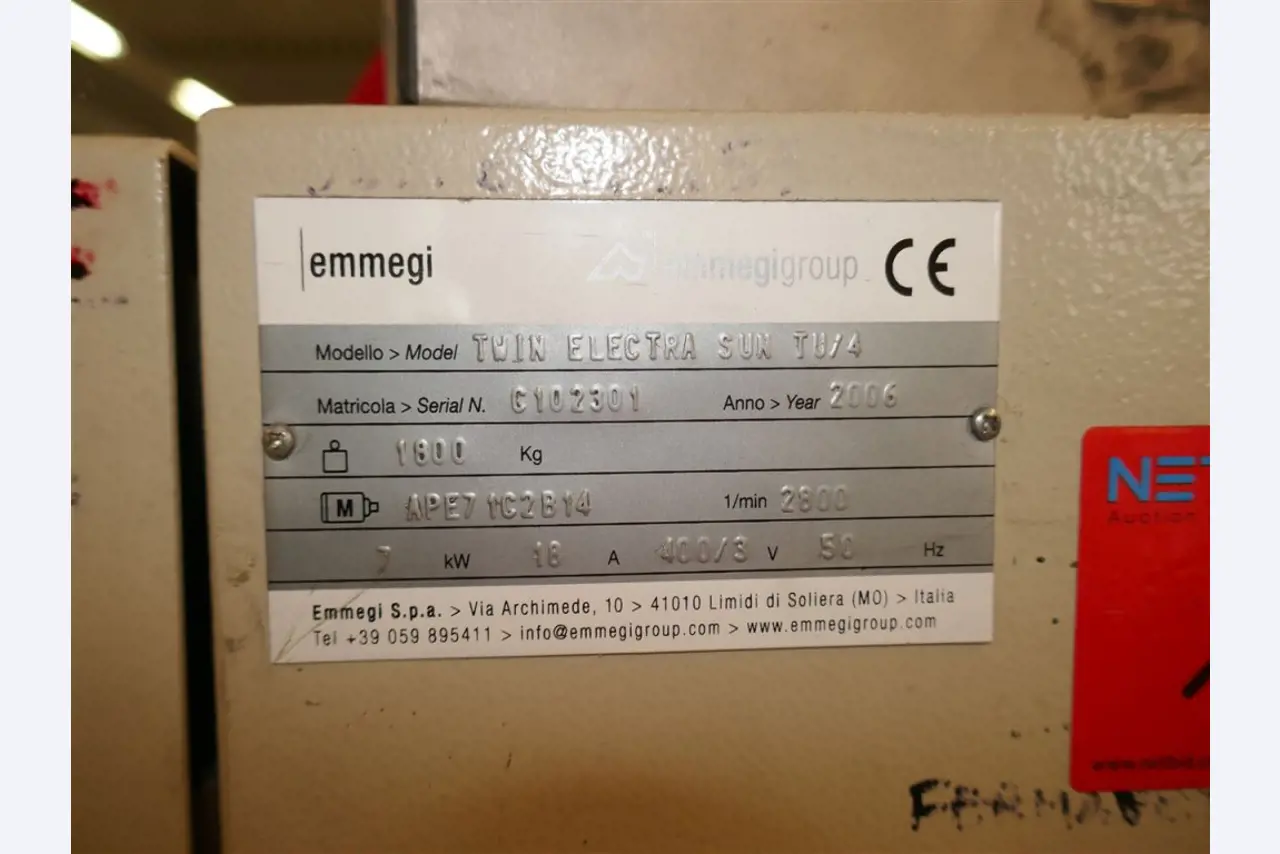 emmegi emmegigroup CE
Modello > Model TWIN ELECTRA SUN TU/4
Matricola > Serial N. C102301 Anno > Year 2006
1800 Kg
M APE71C2B14 1/min 2800
7 kW 18 A 400/3 V 50 Hz
Emmegi S.p.a. > Via Archimede, 10 > 41010 Limidi di Soliera (MO) > Italia
Tel +39 059 895411 > info@emmegigroup.com > www.emmegigroup.com
NET
Auction